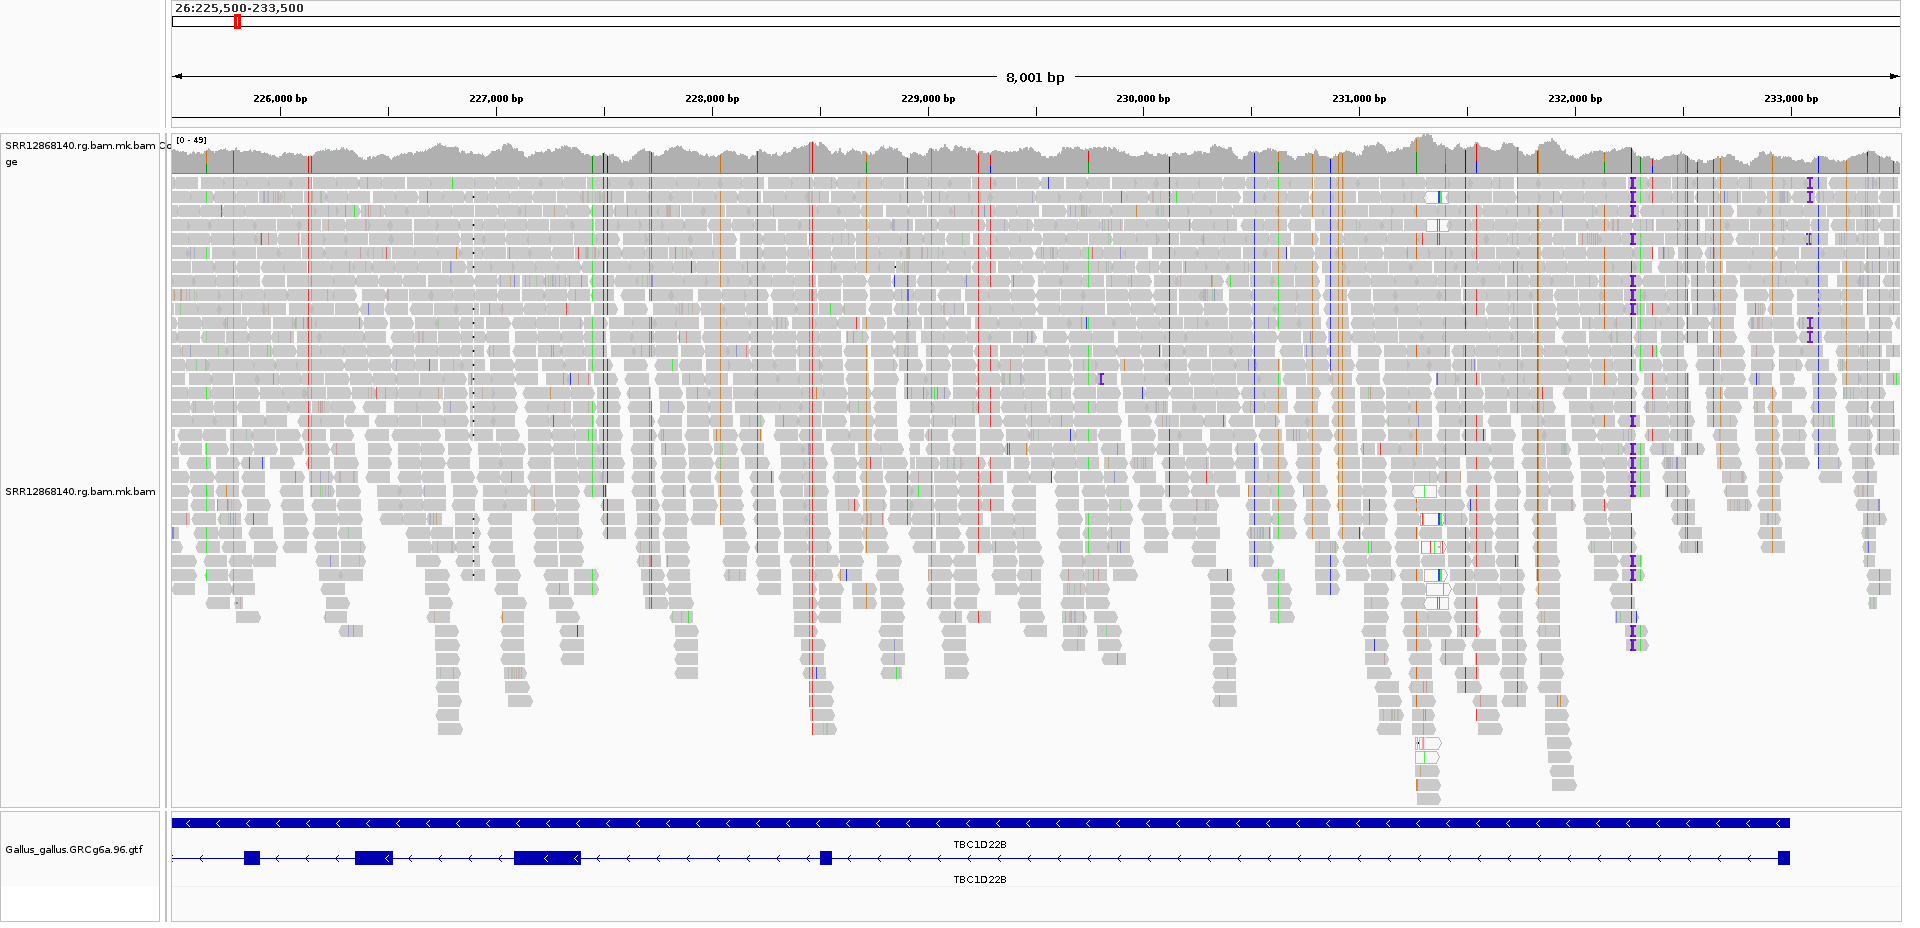 26:225,500-233,500
8,001 bp
226,000 bp 227,000 bp 228,000 bp 229,000 bp 230,000 bp 231,000 bp 232,000 bp 233,000 bp
SRR12868140.rg.bam.mk.bam Co
ge
[0 - 49]
SRR12868140.rg.bam.mk.bam
Gallus_gallus.GRCg6a.96.gtf
TBC1D22B
TBC1D22B